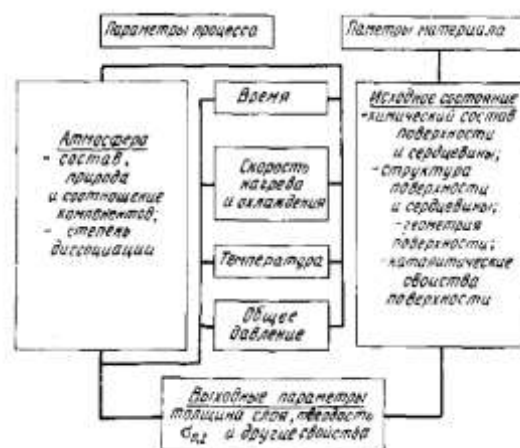 Параметры процесса
Паметры материала
Атмосфера
- состав,
природа
и соотношение
компонентов;
- степень
диссоциации
Время
Скорость
нагрева
и охлаждения
Температура
Общее
давление
Исходное состояние
-химический состав
поверхности
и сердцевины;
-структура
поверхности
и сердцевины;
-геометрия
поверхности;
-каталитические
свойства
поверхности
Выходные параметры
толщина слоя, твердость
и другие свойства